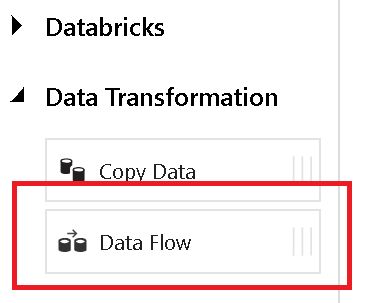 Databricks
Data Transformation
Copy Data
Data Flow